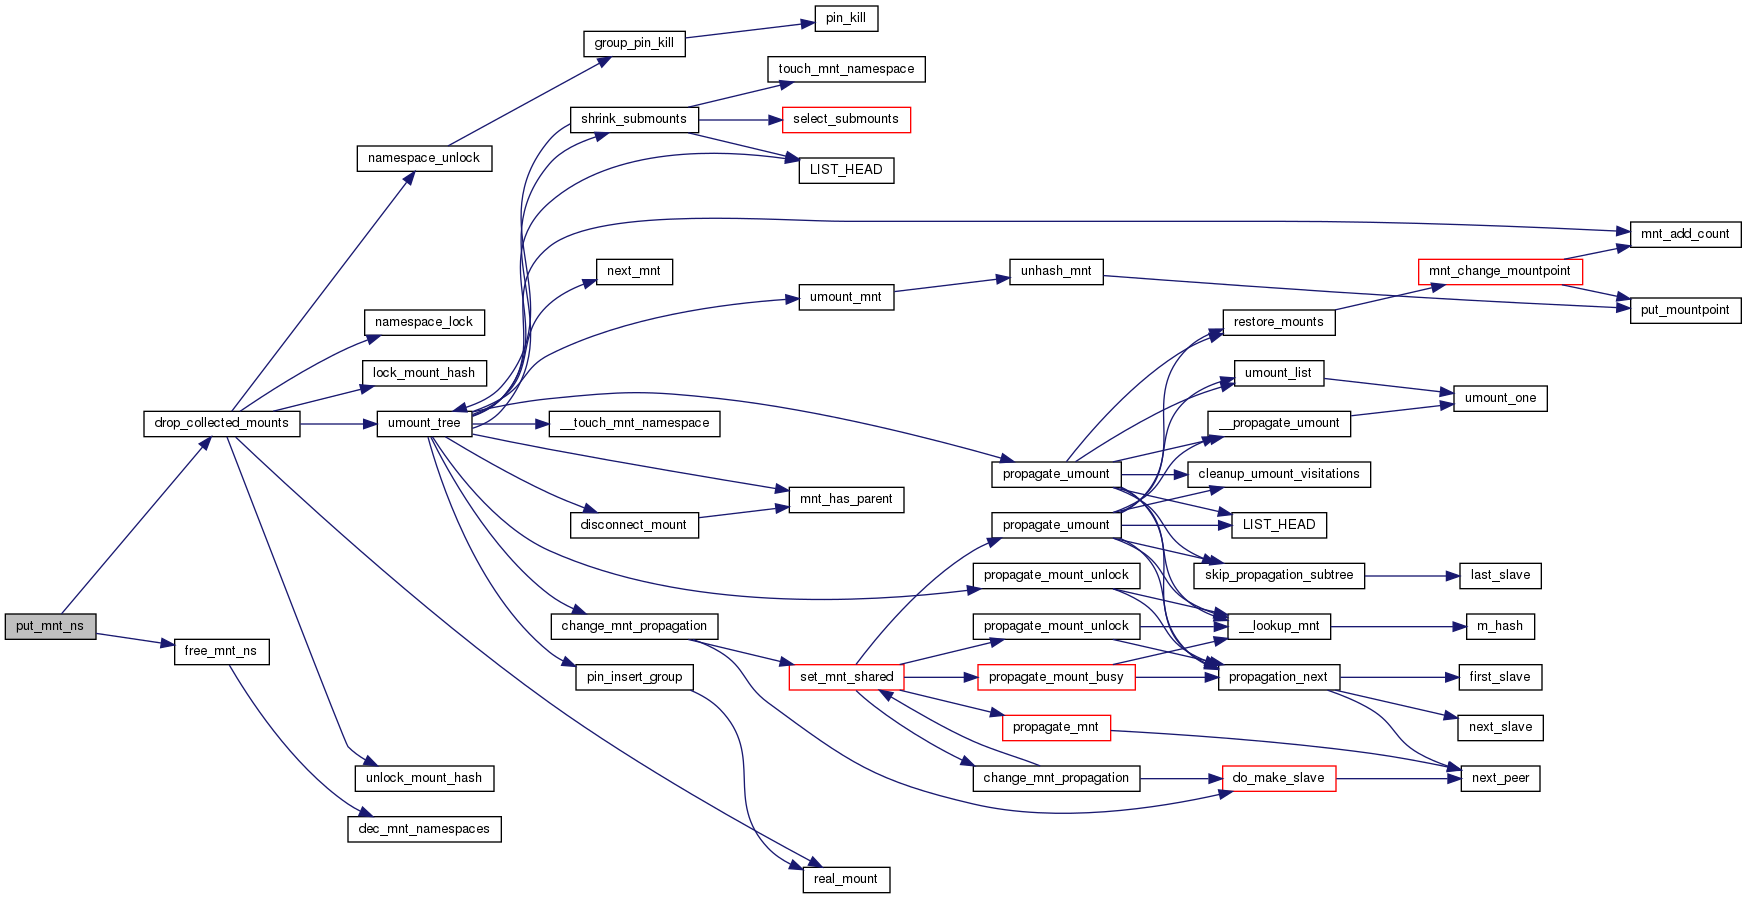 pin_kill
group_pin_kill
touch_mnt_namespace
shrink_submounts
select_submounts
namespace_unlock
LIST_HEAD
mnt_add_count
next_mnt
unhash_mnt
mnt_change_mountpoint
umount_mnt
put_mountpoint
namespace_lock
restore_mounts
lock_mount_hash
umount_list
umount_one
drop_collected_mounts
umount_tree
__touch_mnt_namespace
__propagate_umount
propagate_umount
cleanup_umount_visitations
mnt_has_parent
disconnect_mount
propagate_umount
LIST_HEAD
propagate_mount_unlock
skip_propagation_subtree
last_slave
put_mnt_ns
change_mnt_propagation
propagate_mount_unlock
__lookup_mnt
m_hash
free_mnt_ns
pin_insert_group
set_mnt_shared
propagate_mount_busy
propagation_next
first_slave
propagate_mnt
next_slave
unlock_mount_hash
change_mnt_propagation
do_make_slave
next_peer
dec_mnt_namespaces
real_mount